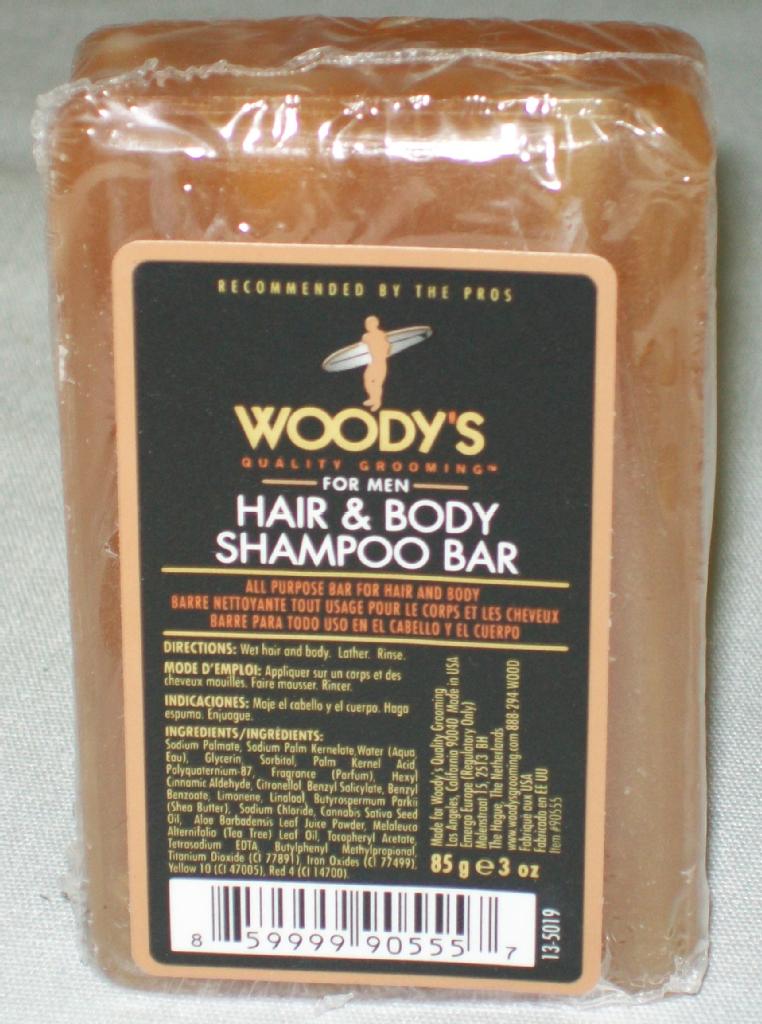 RECOMMENDED BY THE PROS
WOODY'S
QUALITY GROOMING™
FOR MEN
HAIR & BODY
SHAMPOO BAR
ALL PURPOSE BAR FOR HAIR AND BODY
BARRE NETTOYANTE TOUT USAGE POUR LE CORPS ET LES CHEVEUX
BARRE PARA TODO USO EN EL CABELLO Y EL CUERPO
DIRECTIONS: Wet hair and body. Lather. Rinse.
MODE D'EMPLOI: Appliquer sur un corps et des
cheveux mouilles. Faire mousser. Rincer.
INDICACIONES: Moje el cabello y el cuerpo. Haga
espuma. Enjuague.
INGREDIENTS/INGRÉDIENTS:
Sodium Palmate, Sodium Palm Kernelate, Water (Aqua,
Eau), Glycerin, Sorbitol, Palm Kernel Acid,
Polyquaternium-87, Fragrance (Parfum), Hexyl
Cinnamic Aldehyde, Citronellol, Benzyl Salicylate, Benzyl
Benzoate, Limonene, Linalool, Butyrospermum Parkii
(Shea Butter), Sodium Chloride, Cannabis Sativa Seed
Oil, Aloe Barbadensis Leaf Juice Powder, Melaleuca
Alternifolia (Tea Tree) Leaf Oil, Tocopheryl Acetate,
Tetrasodium EDTA, Butylphenyl Methylpropional,
Titanium Dioxide (CI 77891), Iron Oxides (CI 77499),
Yellow 10 (CI 47005), Red 4 (CI 14700).
Made for Woody's Quality Grooming
Los Angeles, California 90040 Made in USA
Emergo Europe (Regulatory Only)
Molenstraat 15, 2513 BH
The Hague, The Netherlands
www.woodysgrooming.com 888-294 WOOD
Fabriqué aux USA
Fabricado en EE UU
Item #90555
85 g e 3 oz
8 59999 90555 7
13-5019